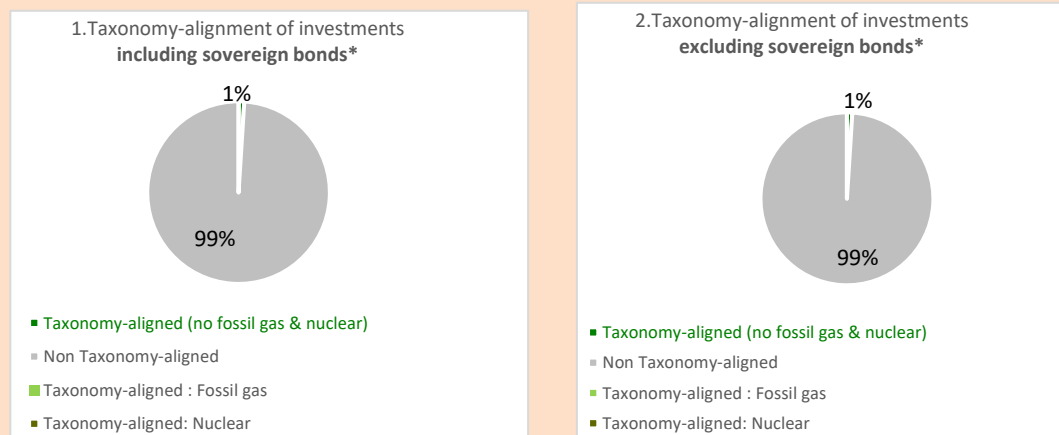 1.Taxonomy-alignment of investments
including sovereign bonds*
1%
99%
■ Taxonomy-aligned (no fossil gas & nuclear)
■ Non Taxonomy-aligned
■ Taxonomy-aligned : Fossil gas
■ Taxonomy-aligned: Nuclear
2.Taxonomy-alignment of investments
excluding sovereign bonds*
1%
99%
■ Taxonomy-aligned (no fossil gas & nuclear)
■ Non Taxonomy-aligned
■ Taxonomy-aligned : Fossil gas
■ Taxonomy-aligned: Nuclear